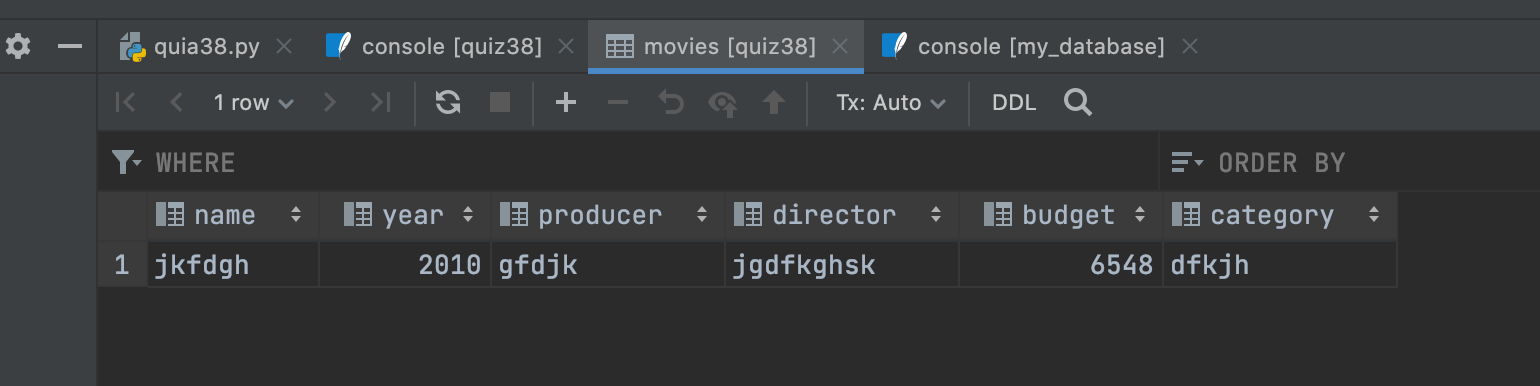 quia38.py console [quiz38] movies [quiz38] console [my_database]
1 row Tx: Auto DDL
WHERE ORDER BY
name year producer director budget category
1 jkfdgh 2010 gfdjk jgdfkghsk 6548 dfkjh